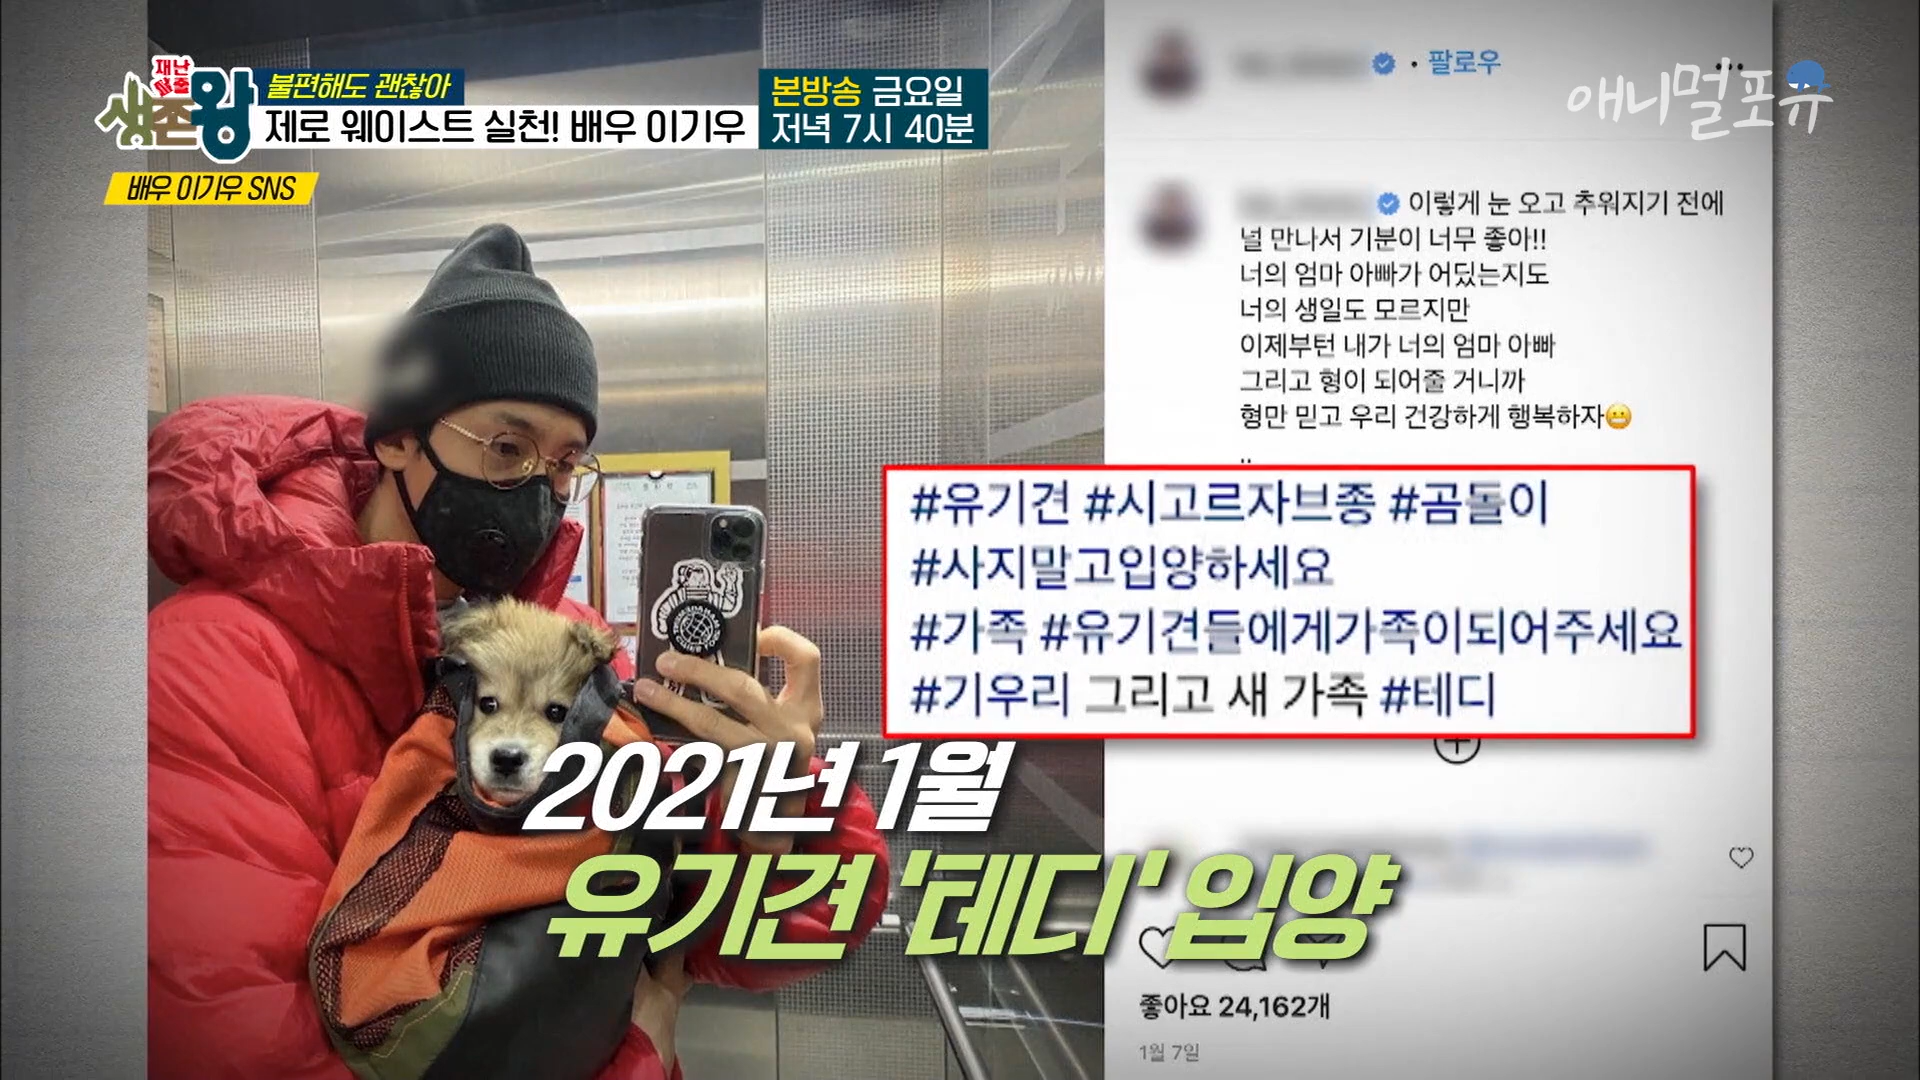 재난탈출
생존왕
불편해도 괜찮아
제로 웨이스트 실천! 배우 이기우
본방송 금요일
저녁 7시 40분
배우 이기우 SNS
애니멀포유
• 팔로우
이렇게 눈 오고 추워지기 전에
널 만나서 기분이 너무 좋아!!
너의 엄마 아빠가 어딨는지도
너의 생일도 모르지만
이제부턴 내가 너의 엄마 아빠
그리고 형이 되어줄 거니까
형만 믿고 우리 건강하게 행복하자😬
..
#유기견 #시고르자브종 #곰돌이
#사지말고입양하세요
#가족 #유기견들에게가족이되어주세요
#기우리 그리고 새 가족 #테디
2021년 1월
유기견 '테디' 입양
좋아요 24,162개
1월 7일